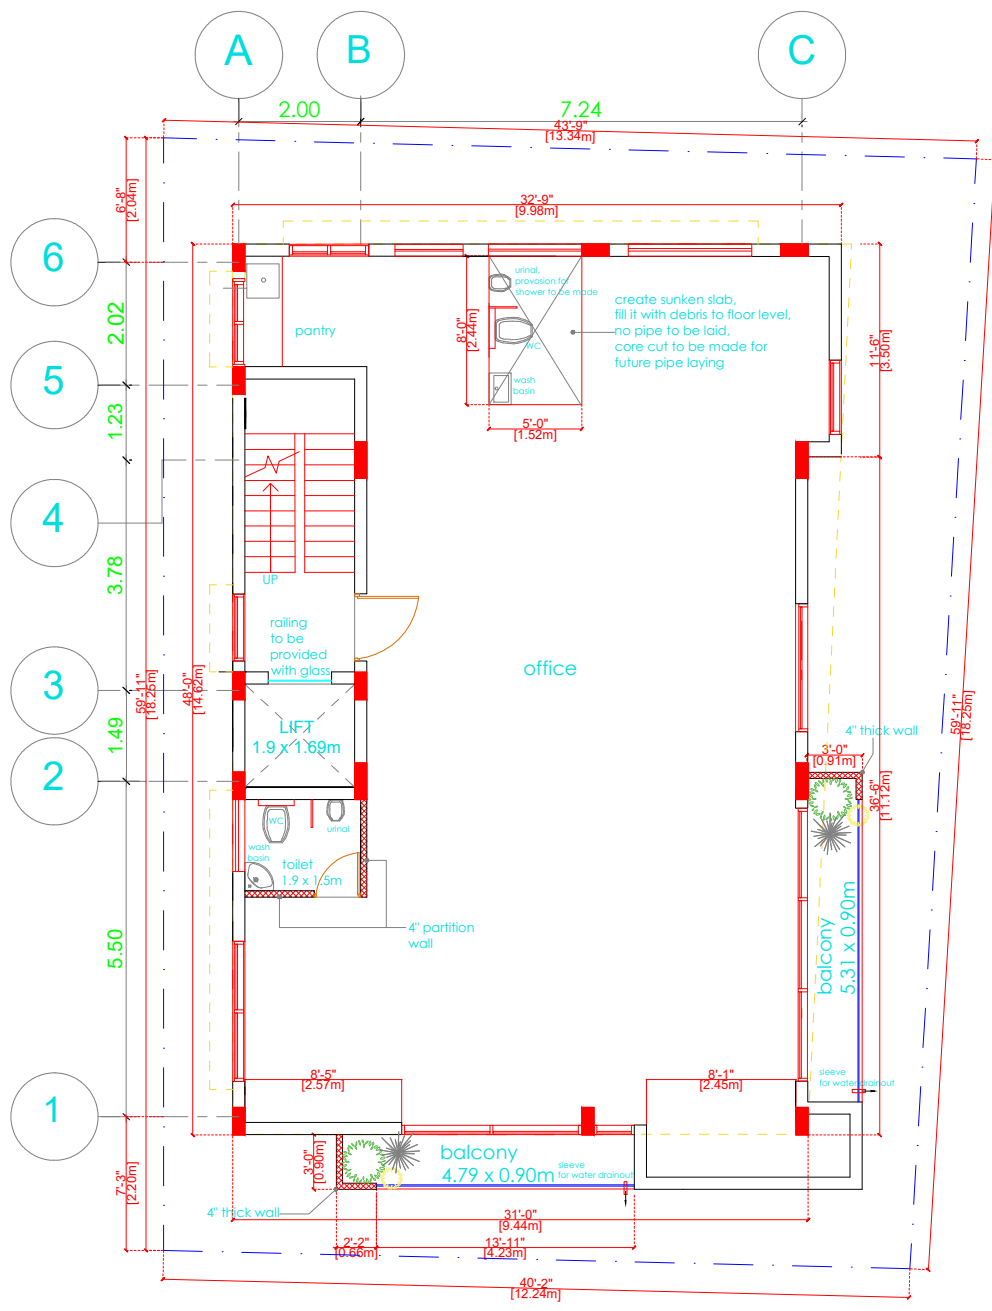 A
B
C
2.00
7.24
43'-9"
[13.34m]
6'-8"
[2.04m]
32'-9"
[9.98m]
6
urinal,
provosion for
shower to be made
create sunken slab,
fill it with debris to floor level,
no pipe to be laid,
core cut to be made for
future pipe laying
2.02
pantry
8'-0"
[2.44m]
WC
11'-6"
[3.50m]
5
wash
basin
1.23
5'-0"
[1.52m]
4
3.78
UP
railing
to be
provided
with glass
office
3
59'-11"
[18.25m]
48'-0"
[14.62m]
1.49
LIFT
1.9 x 1.69m
59'-11"
[18.25m]
4" thick wall
3'-0"
[0.91m]
2
36'-6"
[11.12m]
WC
urinal
wash
basin
toilet
1.9 x 1.5m
4" partition
wall
5.50
balcony
5.31 x 0.90m
8'-5"
[2.57m]
8'-1"
[2.45m]
sleeve
for water drainout
1
balcony
4.79 x 0.90m
sleeve
for water drainout
3'-0"
[0.90m]
7'-3"
[2.20m]
4" thick wall
31'-0"
[9.44m]
2'-2"
[0.66m]
13'-11"
[4.23m]
40'-2"
[12.24m]